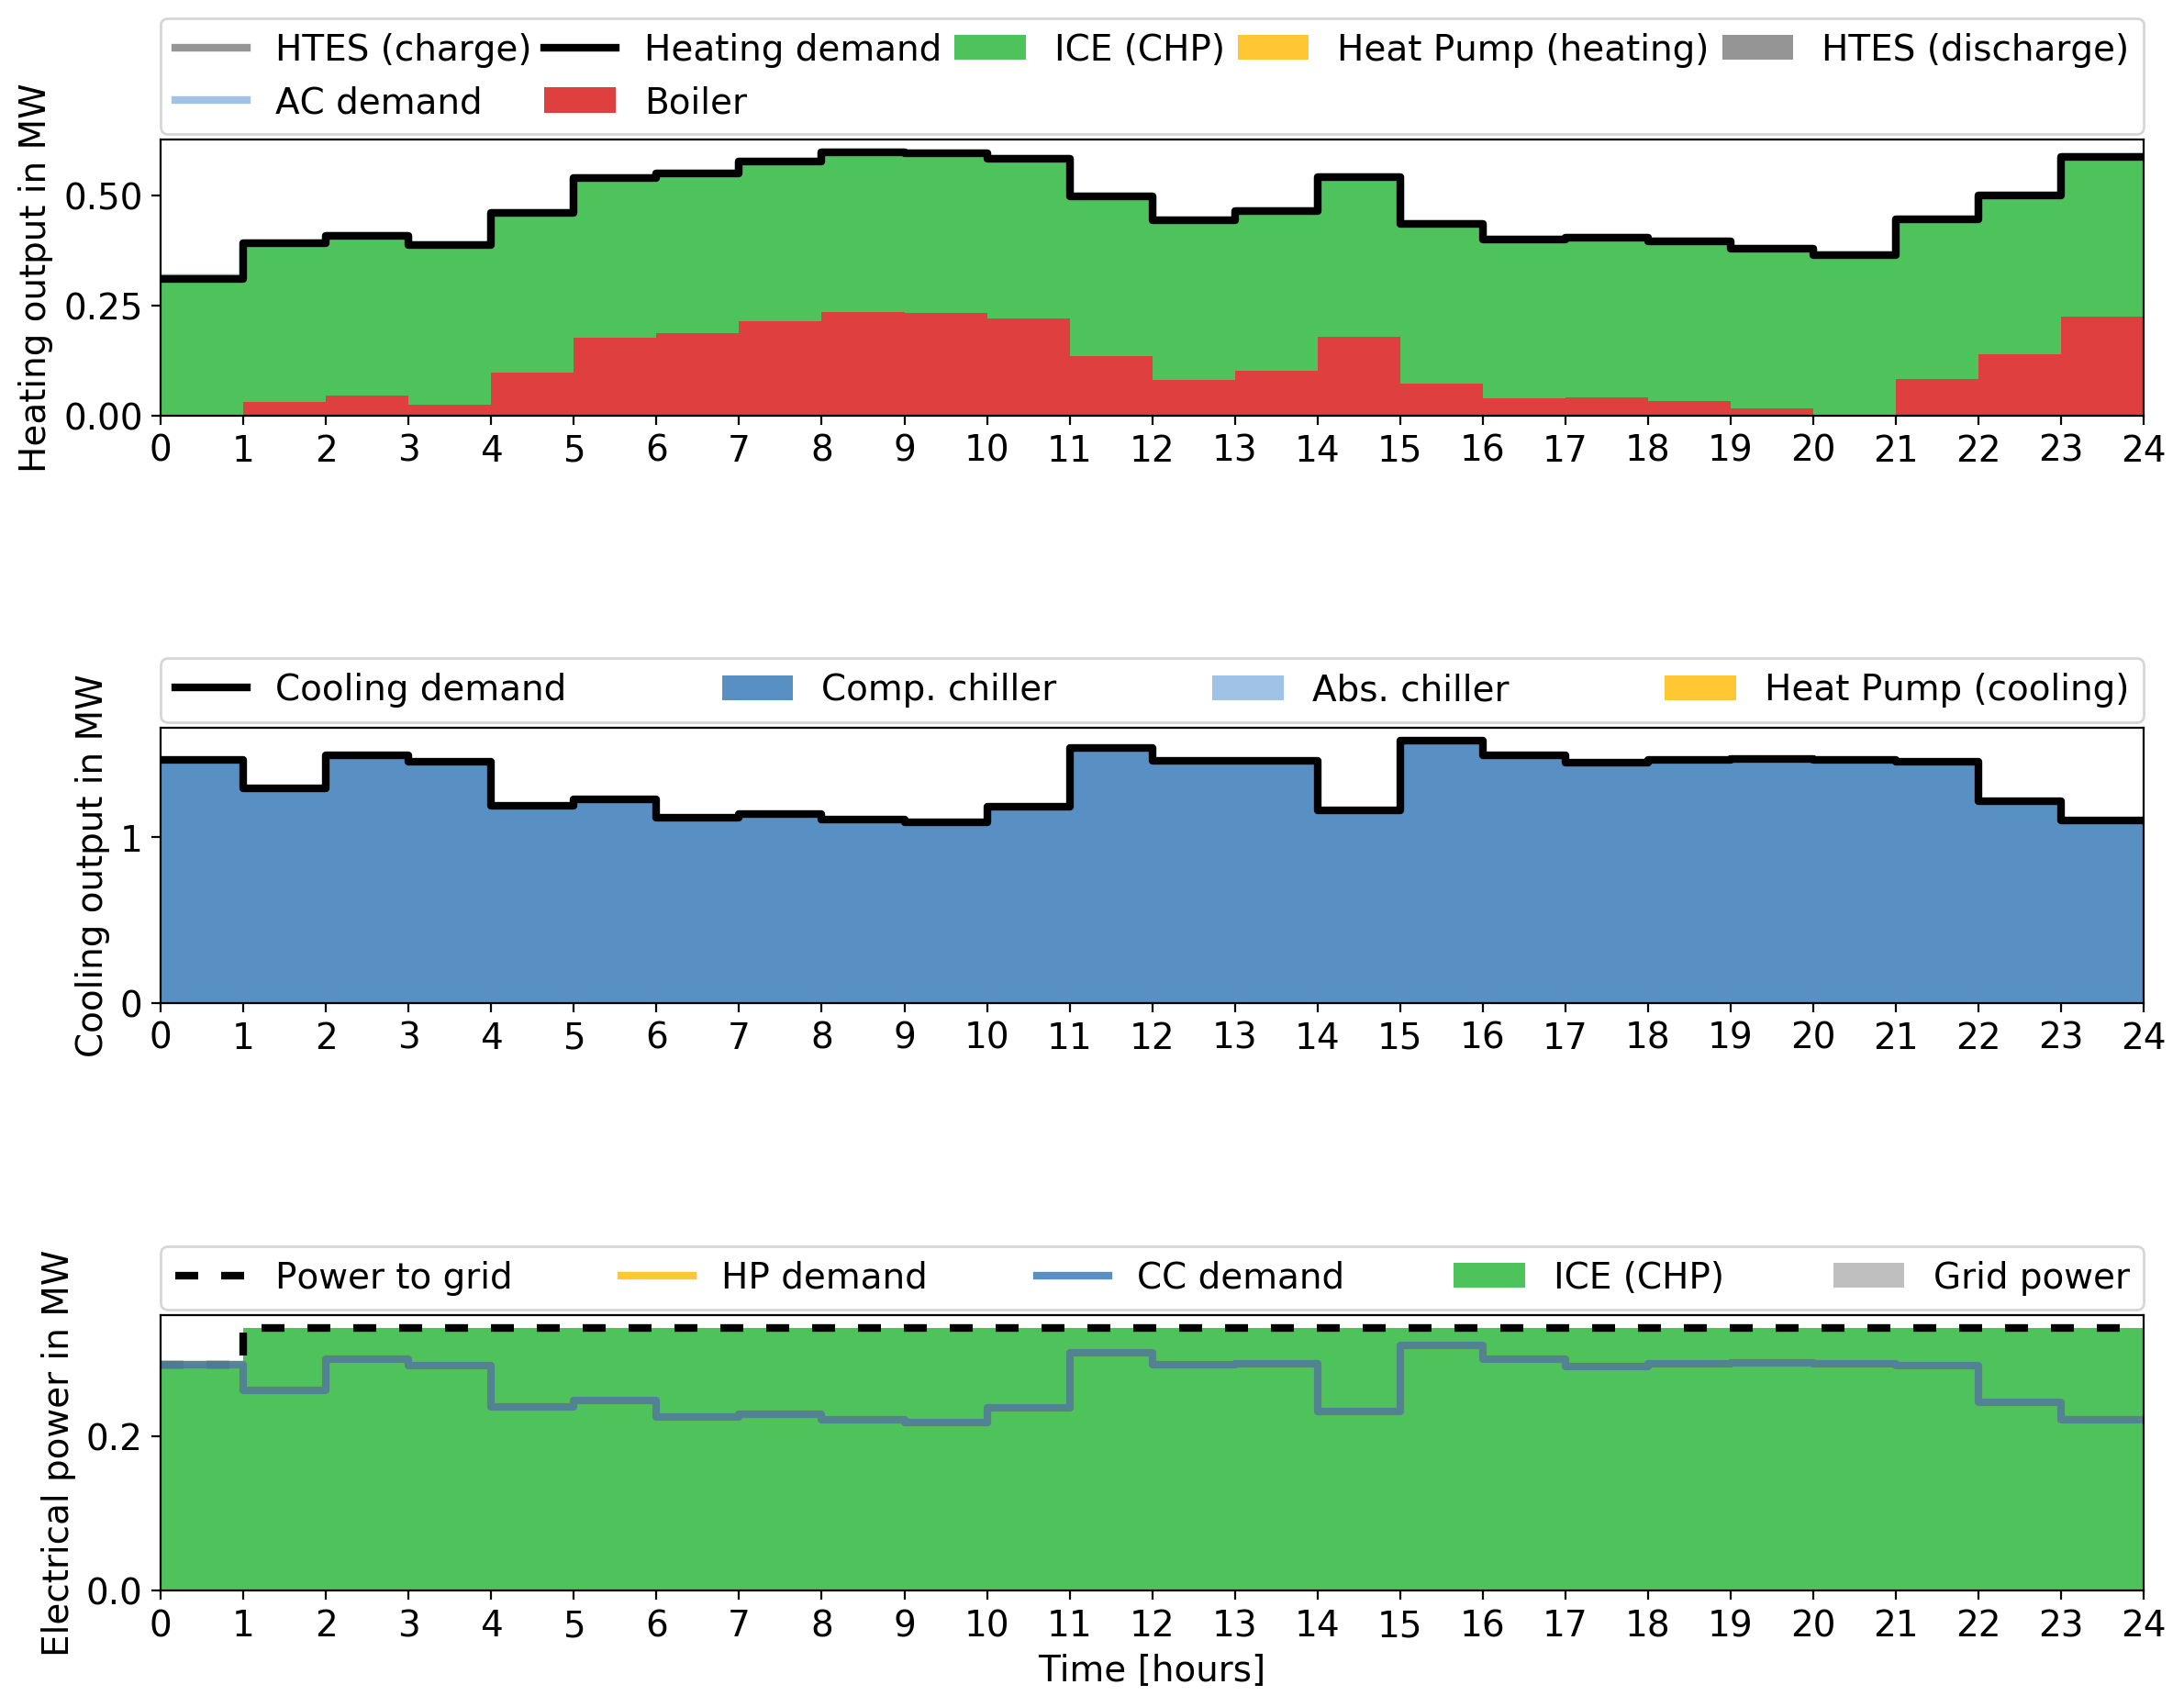 HTES (charge) Heating demand ICE (CHP) Heat Pump (heating) HTES (discharge)
AC demand Boiler
Heating output in MW
0.50
0.25
0.00
0 1 2 3 4 5 6 7 8 9 10 11 12 13 14 15 16 17 18 19 20 21 22 23 24
Cooling demand Comp. chiller Abs. chiller Heat Pump (cooling)
Cooling output in MW
1
0
0 1 2 3 4 5 6 7 8 9 10 11 12 13 14 15 16 17 18 19 20 21 22 23 24
Power to grid HP demand CC demand ICE (CHP) Grid power
Electrical power in MW
0.2
0.0
0 1 2 3 4 5 6 7 8 9 10 11 12 13 14 15 16 17 18 19 20 21 22 23 24
Time [hours]